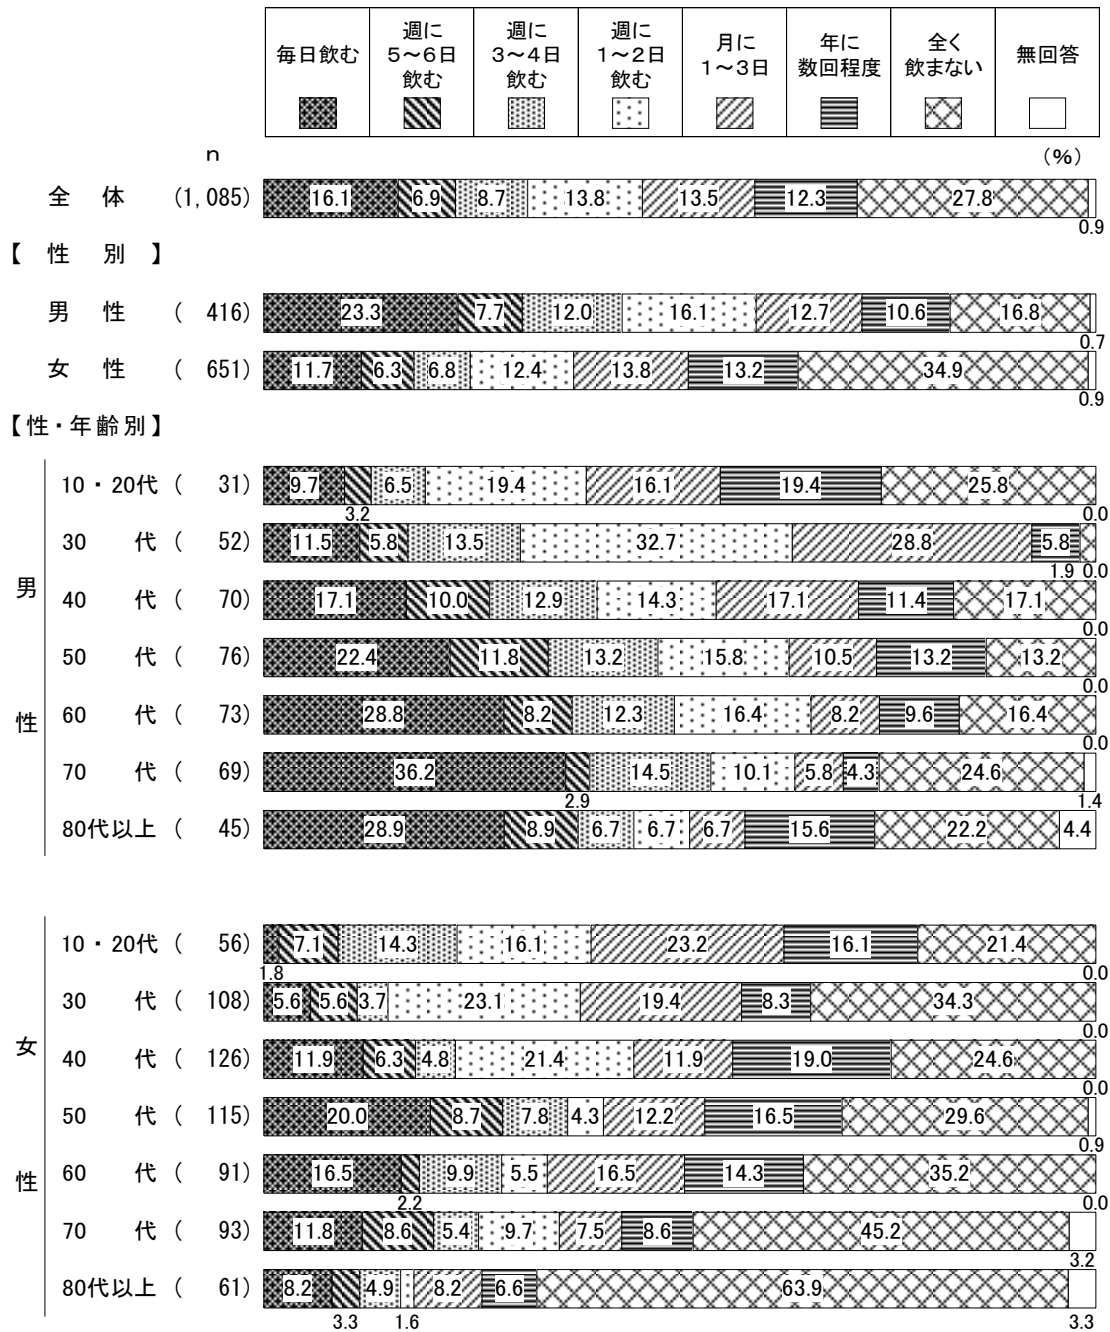 毎日飲む
週に
5～6日
飲む
週に
3～4日
飲む
週に
1～2日
飲む
月に
1～3日
年に
数回程度
全く
飲まない
無回答
n
(%)
全 体 (1,085) 16.1 6.9 8.7 13.8 13.5 12.3 27.8
0.9
【 性 別 】
男 性 ( 416) 23.3 7.7 12.0 16.1 12.7 10.6 16.8
0.7
女 性 ( 651) 11.7 6.3 6.8 12.4 13.8 13.2 34.9
0.9
【性・年齢別】
男性
10・20代 ( 31) 9.7 6.5 19.4 16.1 19.4 25.8
3.2 0.0
30 代 ( 52) 11.5 5.8 13.5 32.7 28.8 5.8
1.9 0.0
40 代 ( 70) 17.1 10.0 12.9 14.3 17.1 11.4 17.1
0.0
50 代 ( 76) 22.4 11.8 13.2 15.8 10.5 13.2 13.2
0.0
60 代 ( 73) 28.8 8.2 12.3 16.4 8.2 9.6 16.4
0.0
70 代 ( 69) 36.2 14.5 10.1 5.8 4.3 24.6
2.9 1.4
80代以上 ( 45) 28.9 8.9 6.7 6.7 6.7 15.6 22.2 4.4
女性
10・20代 ( 56) 7.1 14.3 16.1 23.2 16.1 21.4
1.8 0.0
30 代 ( 108) 5.6 5.6 3.7 23.1 19.4 8.3 34.3
0.0
40 代 ( 126) 11.9 6.3 4.8 21.4 11.9 19.0 24.6
0.0
50 代 ( 115) 20.0 8.7 7.8 4.3 12.2 16.5 29.6
0.9
60 代 ( 91) 16.5 9.9 5.5 16.5 14.3 35.2
2.2 0.0
70 代 ( 93) 11.8 8.6 5.4 9.7 7.5 8.6 45.2
3.2
80代以上 ( 61) 8.2 4.9 8.2 6.6 63.9
3.3 1.6 3.3